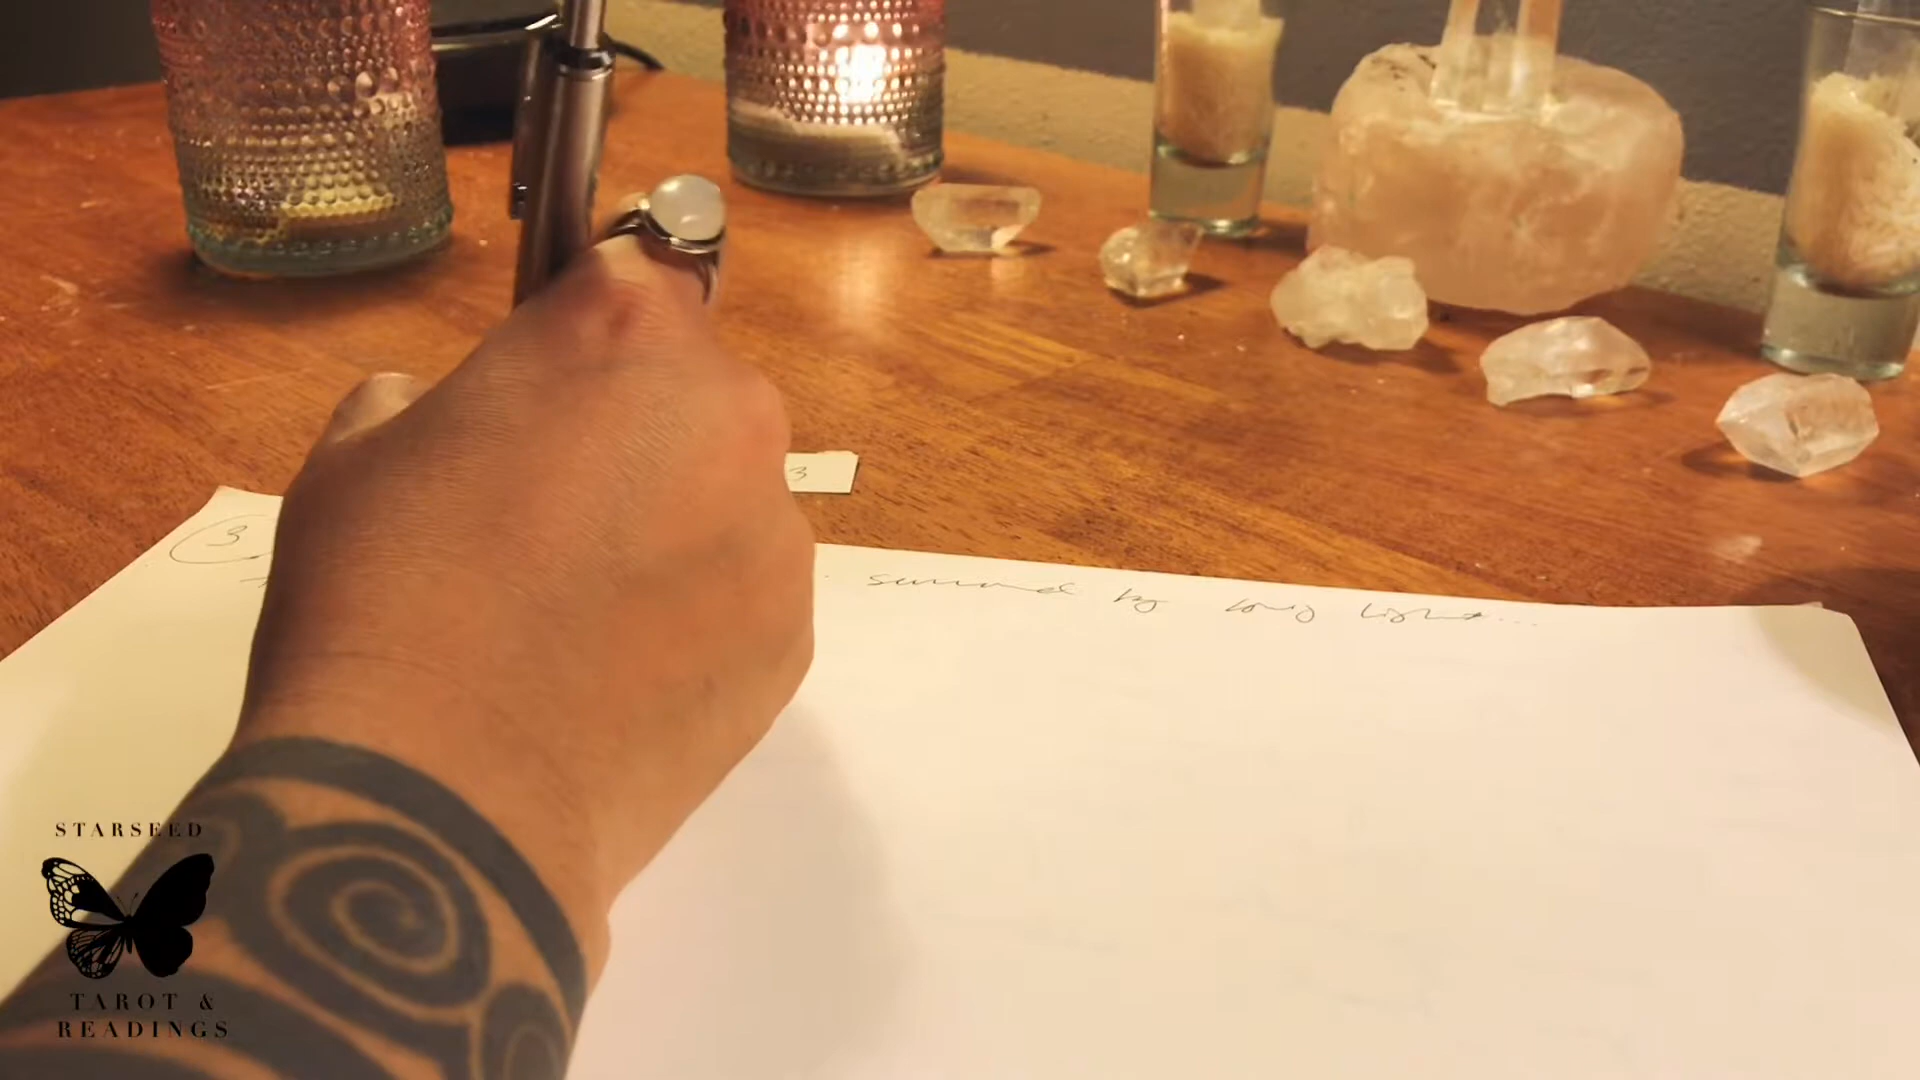 3
3
... surround by loving light...
STARSEED
TAROT &
READINGS